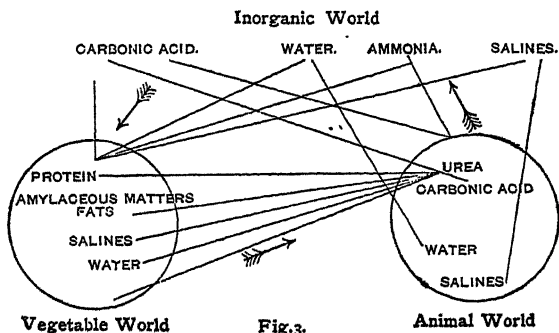 Inorganic World
CARBONIC ACID. WATER. AMMONIA. SALINES.
PROTEIN
AMYLACEOUS MATTERS
FATS
SALINES
WATER
UREA
CARBONIC ACID
WATER
SALINES
Vegetable World Fig.3. Animal World